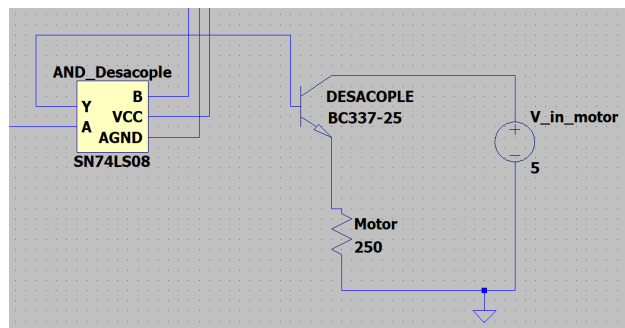 AND_Desacople
Y
B
VCC
A
AGND
SN74LS08
DESACOPLE
BC337-25
V_in_motor
+
5
Motor
250